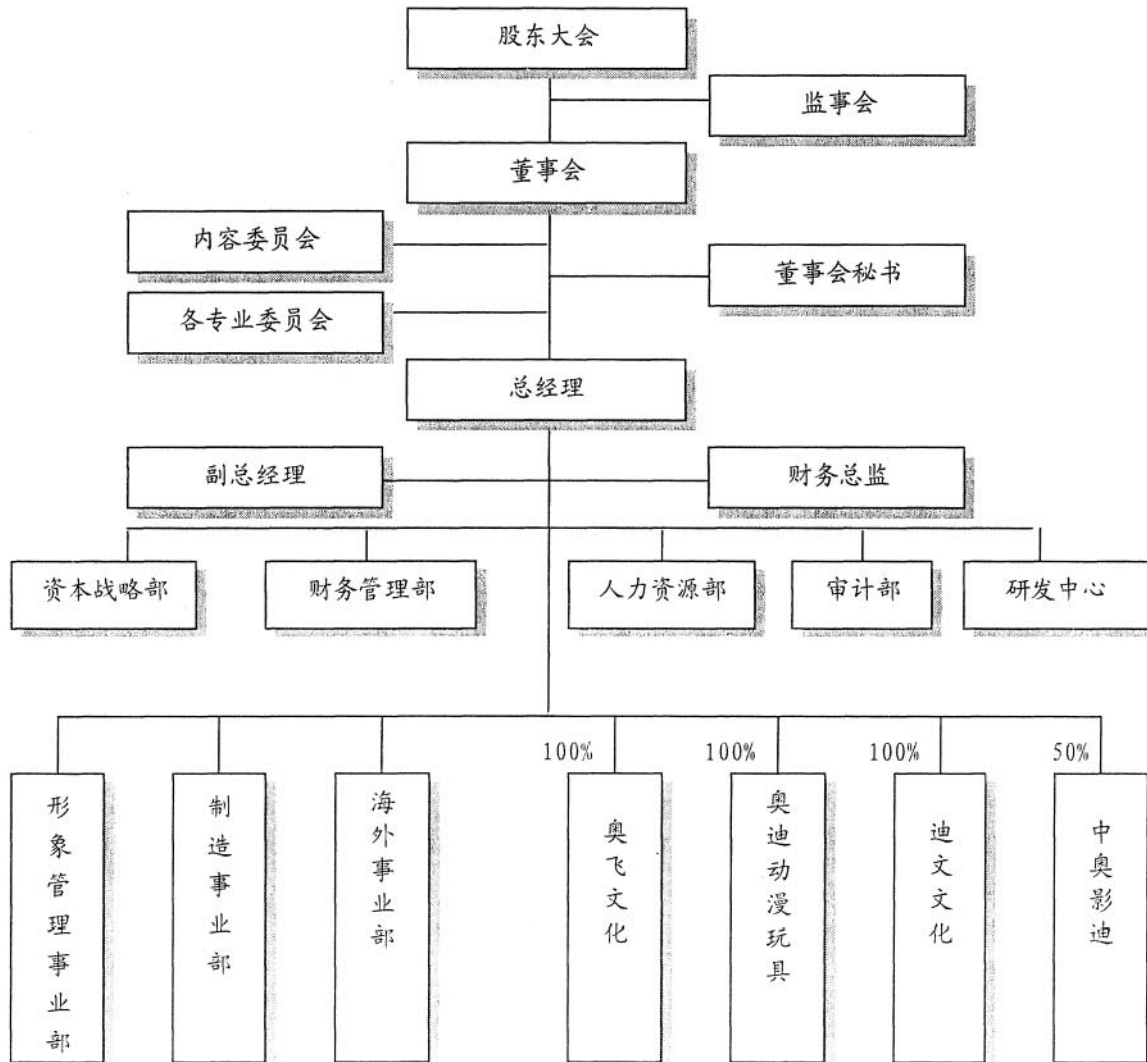 股东大会
监事会
董事会
内容委员会
董事会秘书
各专业委员会
总经理
副总经理
财务总监
资本战略部
财务管理部
人力资源部
审计部
研发中心
100%
100%
100%
50%
形象管理事业部
制造事业部
海外事业部
奥飞文化
奥迪动漫玩具
迪文文化
中奥影迪